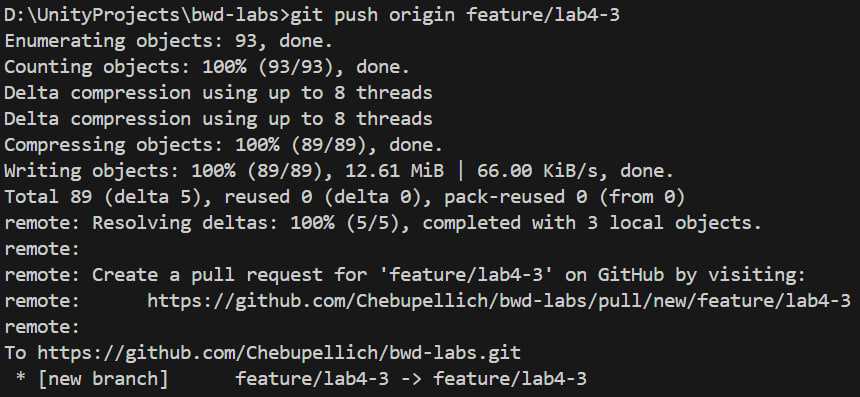 D:\UnityProjects\bwd-labs>git push origin feature/lab4-3
Enumerating objects: 93, done.
Counting objects: 100% (93/93), done.
Delta compression using up to 8 threads
Delta compression using up to 8 threads
Compressing objects: 100% (89/89), done.
Writing objects: 100% (89/89), 12.61 MiB | 66.00 KiB/s, done.
Total 89 (delta 5), reused 0 (delta 0), pack-reused 0 (from 0)
remote: Resolving deltas: 100% (5/5), completed with 3 local objects.
remote:
remote: Create a pull request for 'feature/lab4-3' on GitHub by visiting:
remote:      https://github.com/Chebupellich/bwd-labs/pull/new/feature/lab4-3
remote:
To https://github.com/Chebupellich/bwd-labs.git
 * [new branch]      feature/lab4-3 -> feature/lab4-3